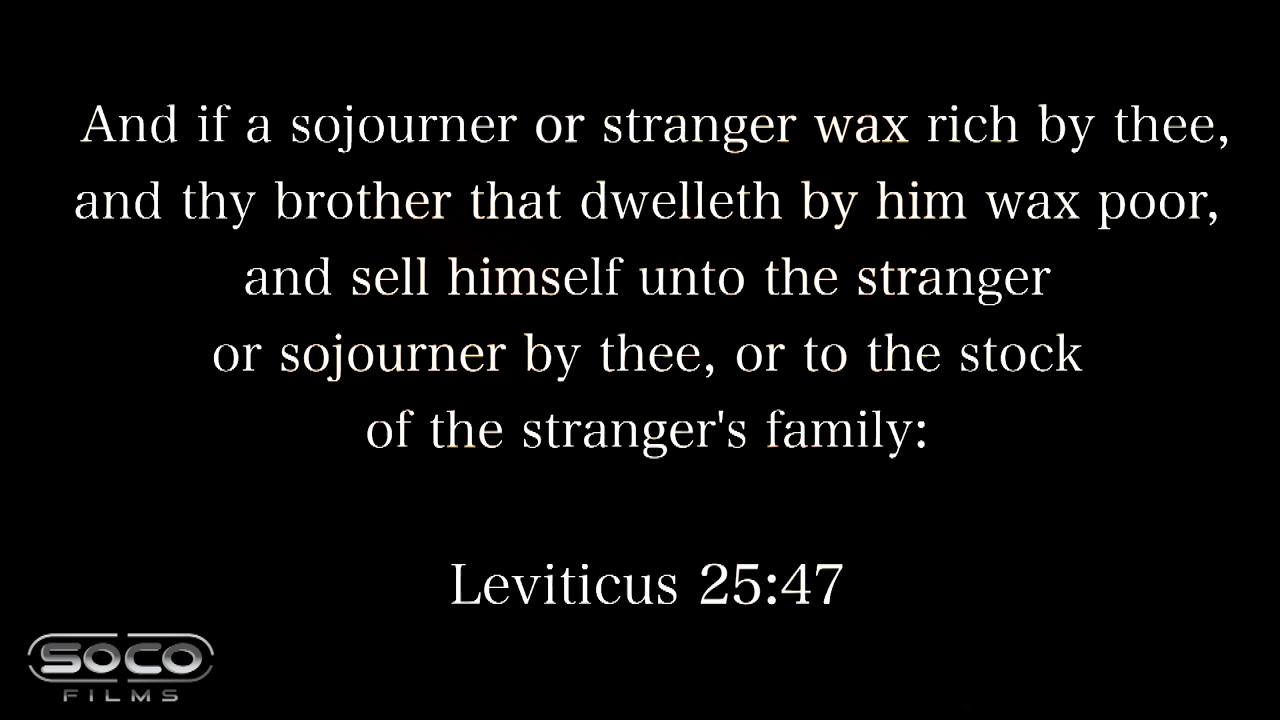 And if a sojourner or stranger wax rich by thee,
and thy brother that dwelleth by him wax poor,
and sell himself unto the stranger
or sojourner by thee, or to the stock
of the stranger's family:
Leviticus 25:47
SOCO
FILMS